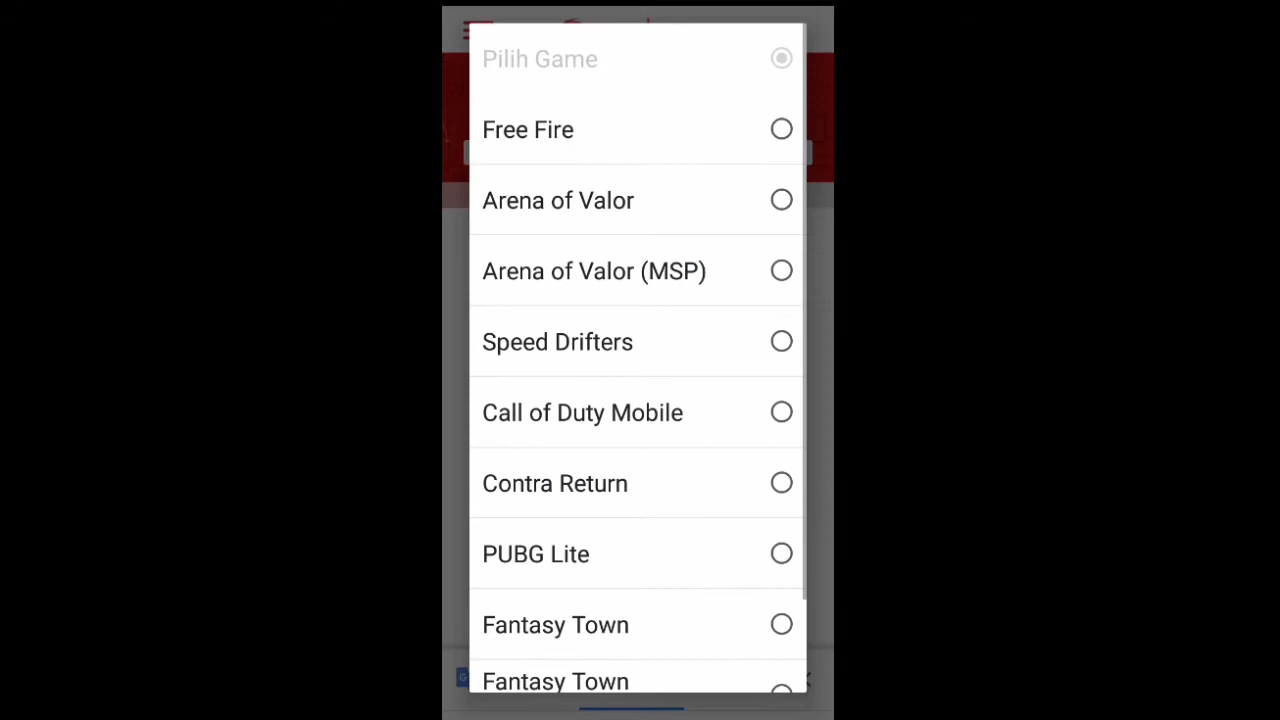 Pilih Game
Free Fire
Arena of Valor
Arena of Valor (MSP)
Speed Drifters
Call of Duty Mobile
Contra Return
PUBG Lite
Fantasy Town
Fantasy Town